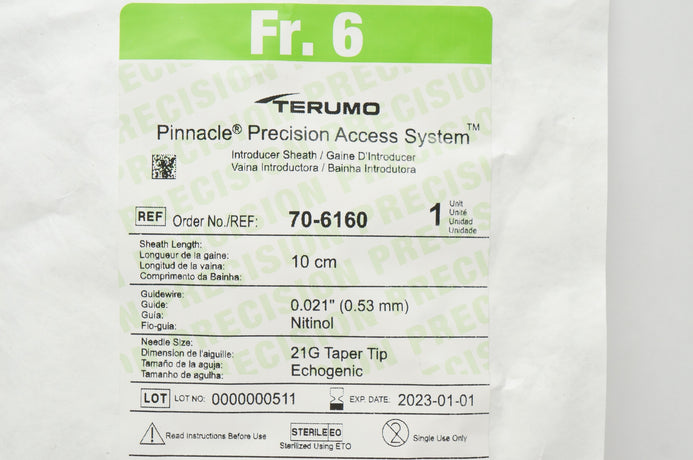 Fr. 6
TERUMO
Pinnacle® Precision Access System™
Introducer Sheath / Gaine D'Introducer
Vaina Introductora / Bainha Introdutora
REF Order No./REF: 70-6160 1 Unit
Unité
Unidad
Unidade
Sheath Length:
Longueur de la gaine:
Longitud de la vaina:
Comprimento da Bainha:
10 cm
Guidewire:
Guide:
Guía:
Fio-guia:
0.021" (0.53 mm)
Nitinol
Needle Size:
Dimension de l'aiguille:
Tamaño de la aguja:
Tamanho de agulha:
21G Taper Tip
Echogenic
LOT LOT NO: 0000000511 EXP. DATE: 2023-01-01
Read Instructions Before Use
STERILE EO
Sterilized Using ETO
2
Single Use Only
PRECISION PRECISION PRECISION